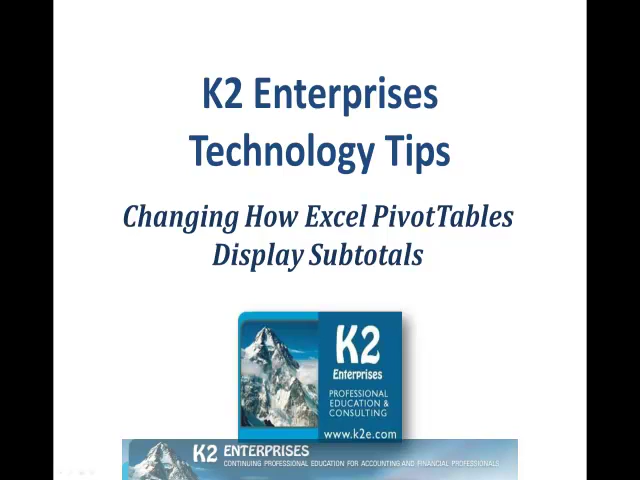 K2 Enterprises
Technology Tips
Changing How Excel PivotTables
Display Subtotals
K2
Enterprises
PROFESSIONAL
EDUCATION &
CONSULTING
www.k2e.com
K2 ENTERPRISES
CONTINUING PROFESSIONAL EDUCATION FOR ACCOUNTING AND FINANCIAL PROFESSIONALS